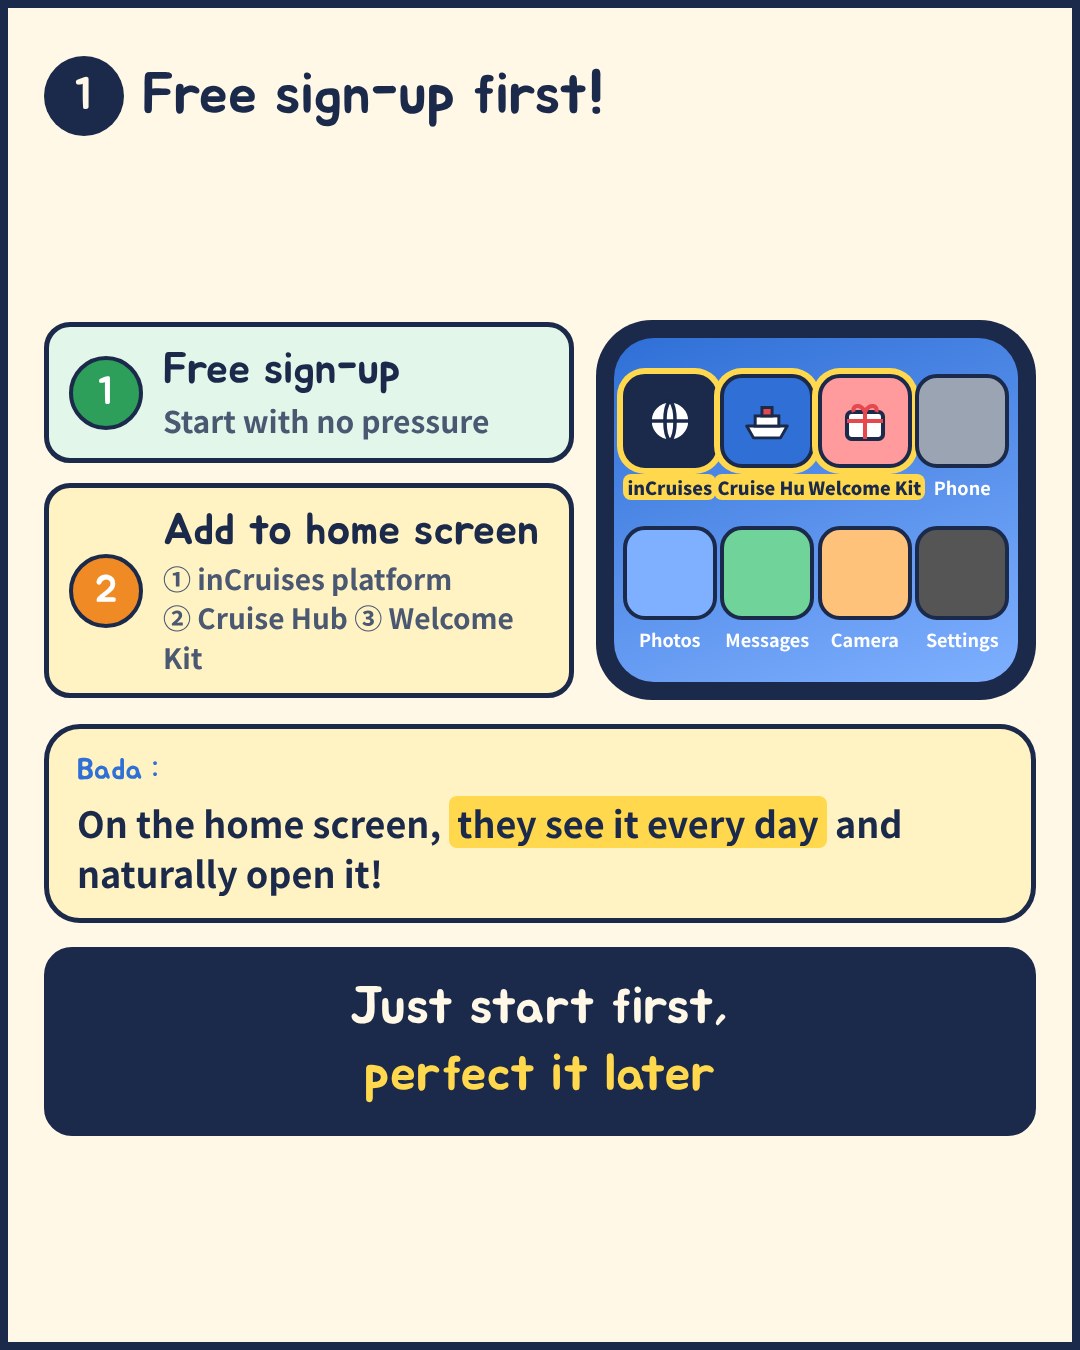 1 Free sign-up first!
1 Free sign-up
Start with no pressure
2 Add to home screen
① inCruises platform
② Cruise Hub ③ Welcome
Kit
inCruises Cruise Hu Welcome Kit Phone
Photos Messages Camera Settings
Bada :
On the home screen, they see it every day and
naturally open it!
Just start first,
perfect it later